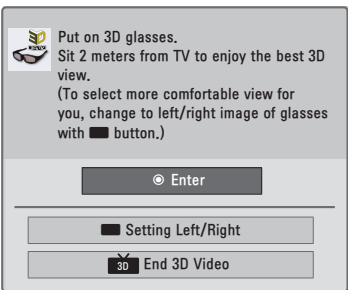 Put on 3D glasses.
Sit 2 meters from TV to enjoy the best 3D
view.
(To select more comfortable view for
you, change to left/right image of glasses
with button.)
Enter
Setting Left/Right
3D End 3D Video